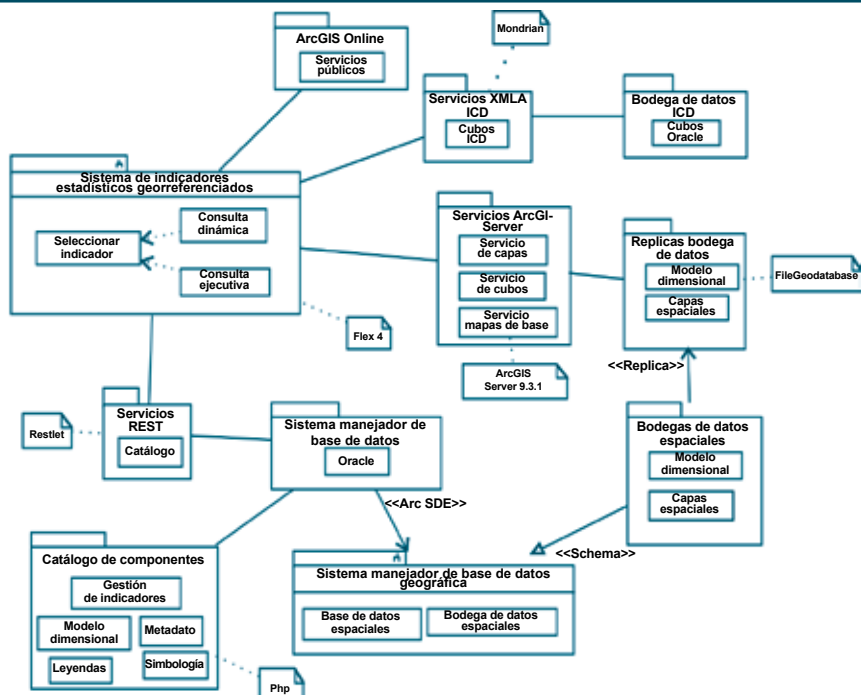 ArcGIS Online
Servicios
públicos
Mondrian
Servicios XMLA
ICD
Cubos
ICD
Bodega de datos
ICD
Cubos
Oracle
Sistema de indicadores
estadísticos georreferenciados
Seleccionar
indicador
Consulta
dinámica
Consulta
ejecutiva
Flex 4
Servicios ArcGI-
Server
Servicio
de capas
Servicio
de cubos
Servicio
mapas de base
ArcGIS
Server 9.3.1
Replicas bodega
de datos
Modelo
dimensional
Capas
espaciales
FileGeodatabase
<<Replica>>
Restlet
Servicios
REST
Catálogo
Sistema manejador de
base de datos
Oracle
Bodegas de datos
espaciales
Modelo
dimensional
Capas
espaciales
<<Arc SDE>>
<<Schema>>
Catálogo de componentes
Gestión
de indicadores
Modelo
dimensional
Metadato
Leyendas
Simbología
Php
Sistema manejador de base de datos
geográfica
Base de datos
espaciales
Bodega de datos
espaciales